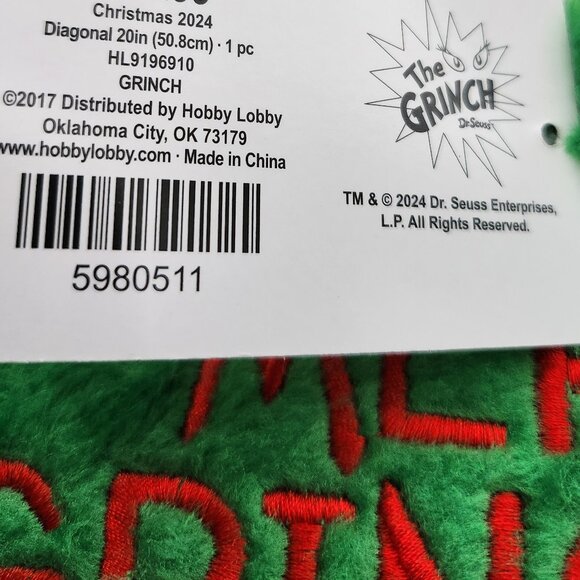 Christmas 2024
Diagonal 20in (50.8cm) · 1 pc
HL9196910
GRINCH
©2017 Distributed by Hobby Lobby
Oklahoma City, OK 73179
www.hobbylobby.com · Made in China
5980511
The
GRINCH
Dr. Seuss
TM & © 2024 Dr. Seuss Enterprises,
L.P. All Rights Reserved.